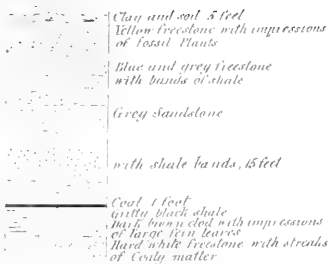 Clay and soil 5 feet
Yellow freestone with impressions
of fossil Plants
Blue and grey freestone
with bands of shale
Grey Sandstone
with shale bands, 15 feet
Coal 1 foot
Gritty black shale
Dark brown clod with impressions
of large fern leaves
Hard white freestone with streaks
of Coaly matter